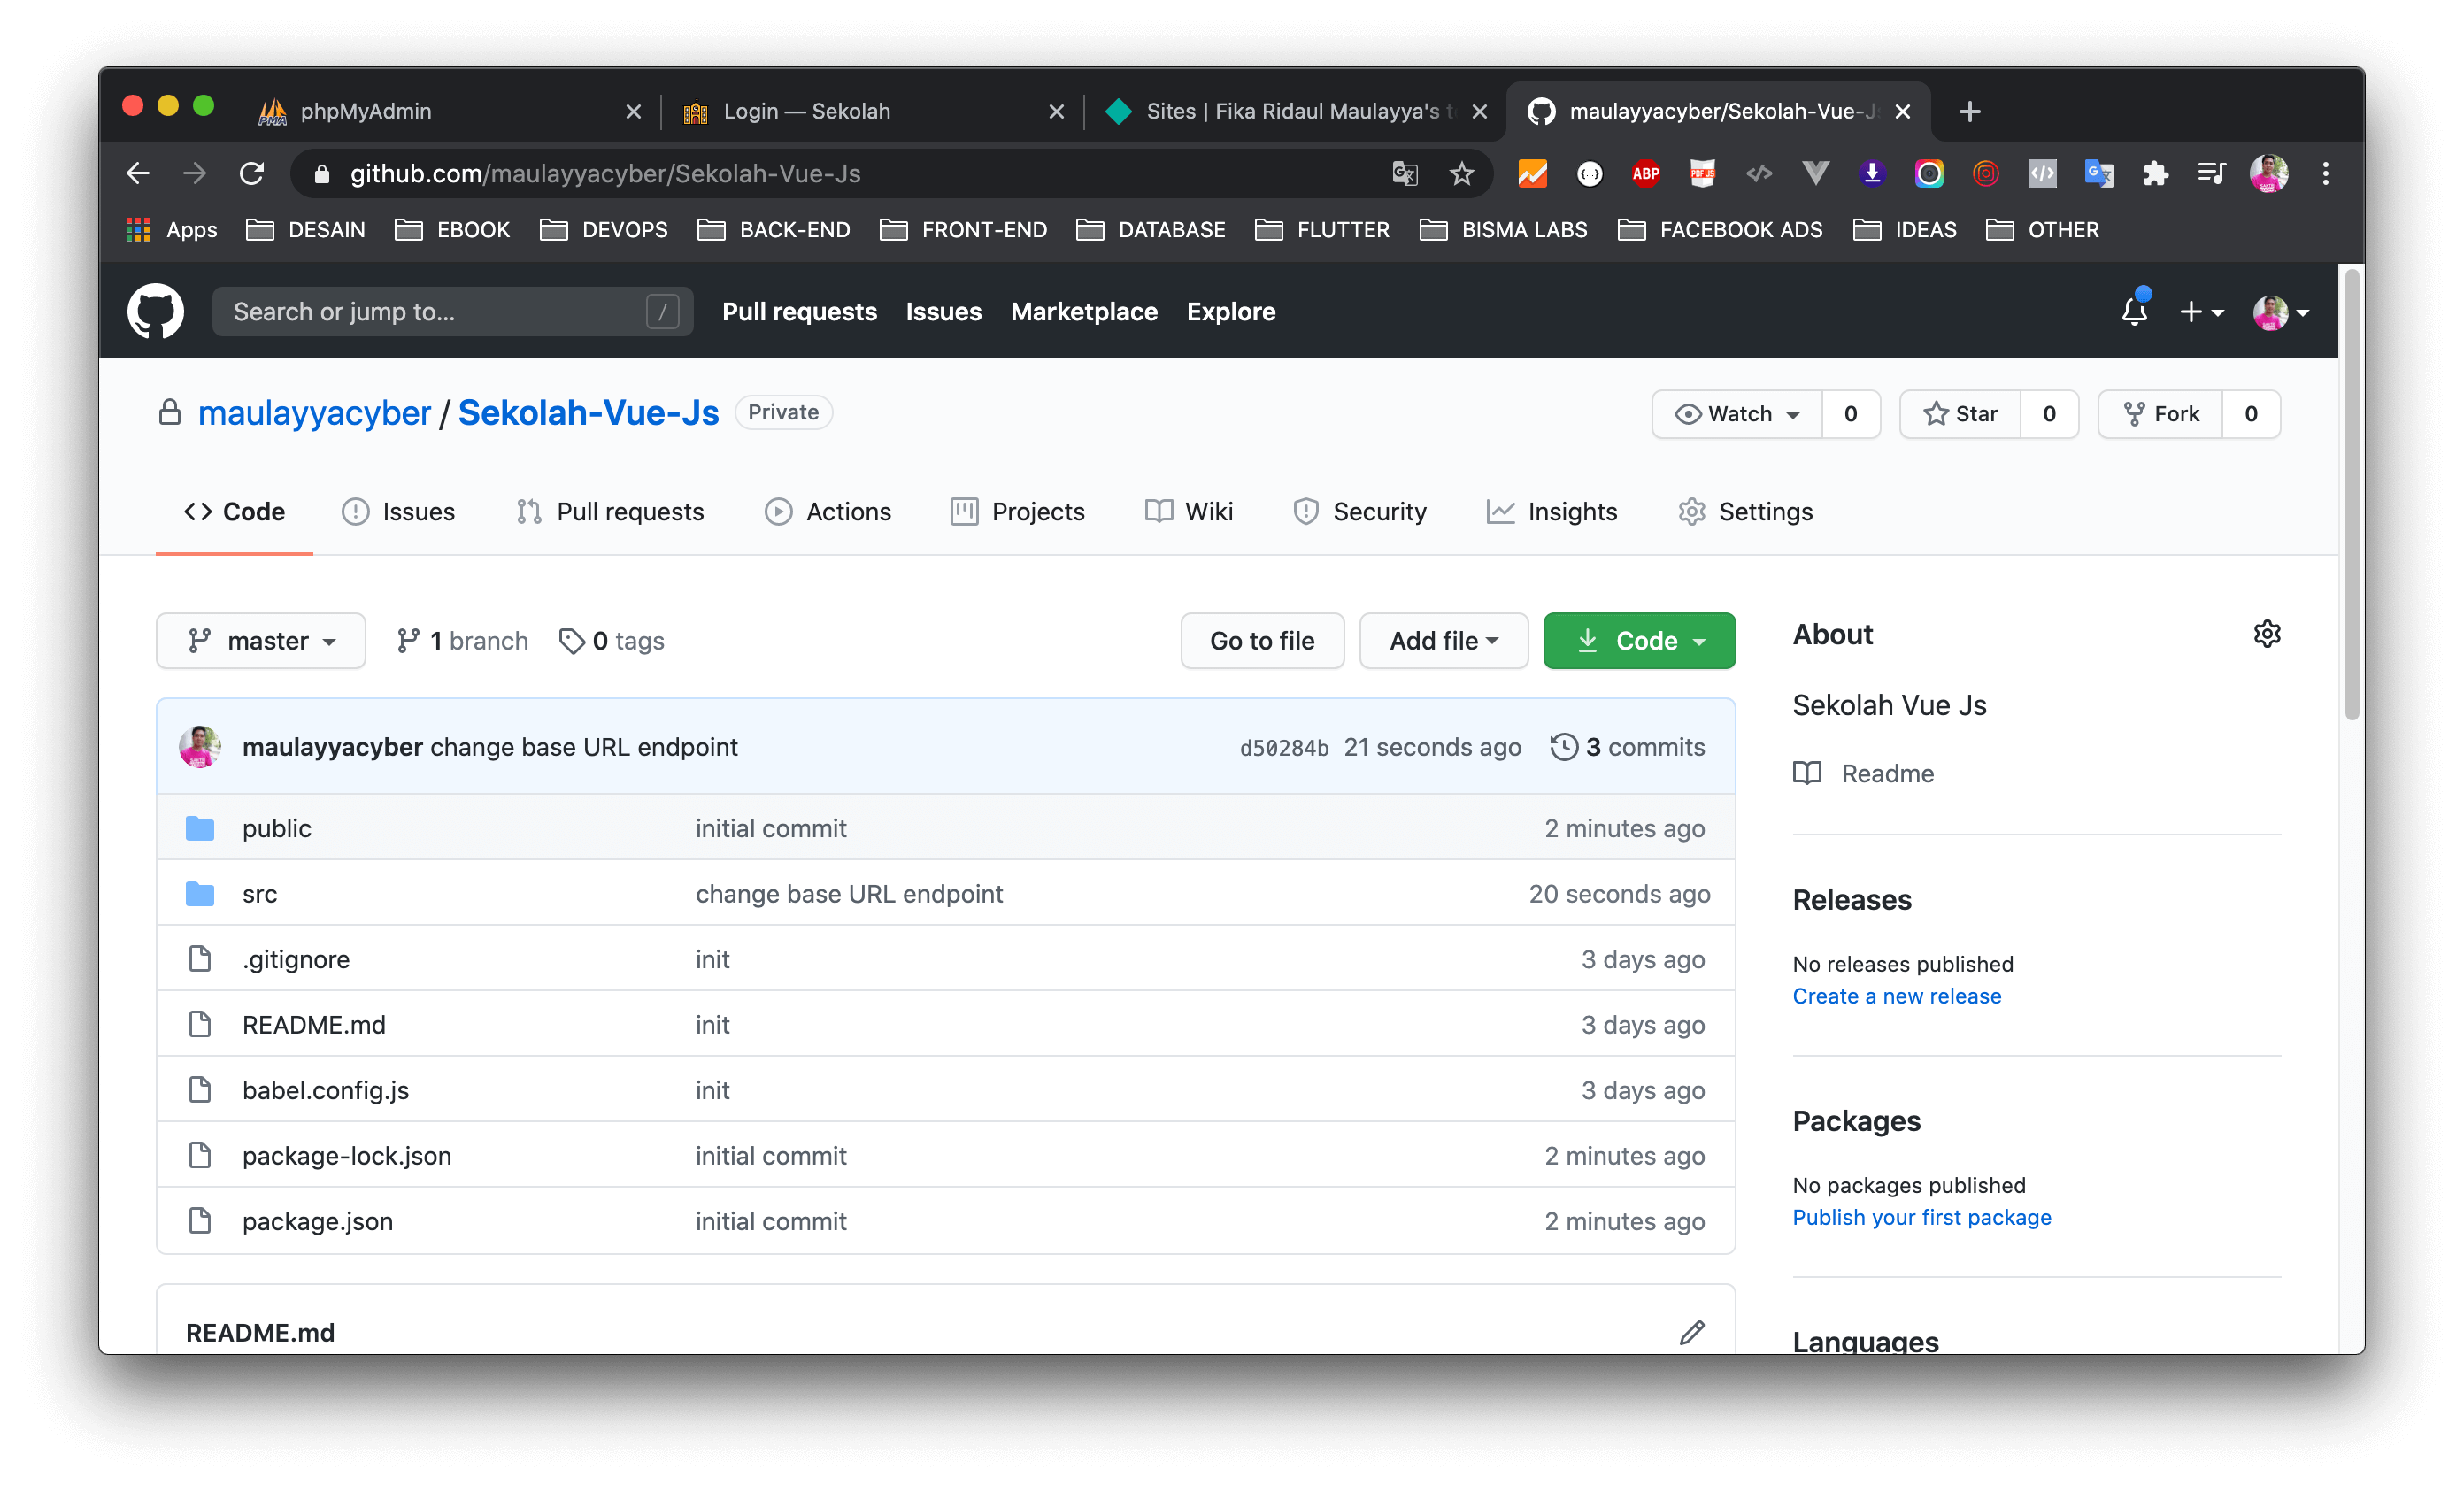 phpMyAdmin
Login — Sekolah
Sites | Fika Ridaul Maulayya's t
maulayyacyber/Sekolah-Vue-J
github.com/maulayyacyber/Sekolah-Vue-Js
ABP
Apps DESAIN EBOOK DEVOPS BACK-END FRONT-END DATABASE FLUTTER BISMA LABS FACEBOOK ADS IDEAS OTHER
Search or jump to... / Pull requests Issues Marketplace Explore
maulayyacyber / Sekolah-Vue-Js Private Watch 0 Star 0 Fork 0
Code Issues Pull requests Actions Projects Wiki Security Insights Settings
master 1 branch 0 tags Go to file Add file Code
maulayyacyber change base URL endpoint d50284b 21 seconds ago 3 commits
public initial commit 2 minutes ago
src change base URL endpoint 20 seconds ago
.gitignore init 3 days ago
README.md init 3 days ago
babel.config.js init 3 days ago
package-lock.json initial commit 2 minutes ago
package.json initial commit 2 minutes ago
README.md
About
Sekolah Vue Js
Readme
Releases
No releases published
Create a new release
Packages
No packages published
Publish your first package
Languages